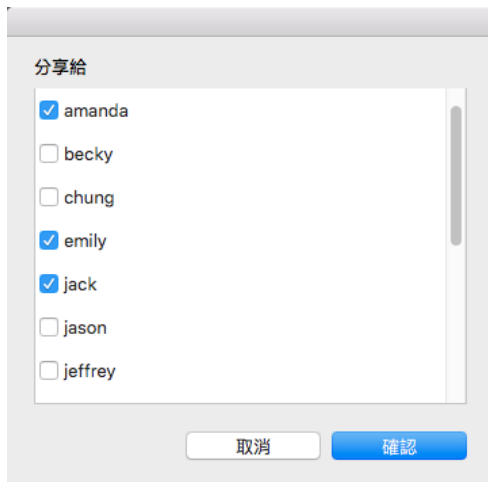 分享給
amanda
becky
chung
emily
jack
jason
jeffrey
取消
確認